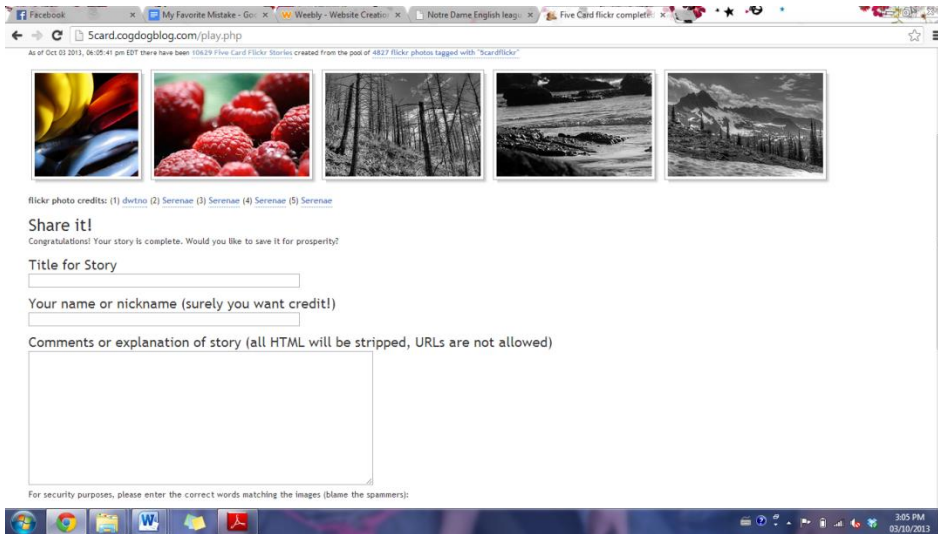 Facebook
My Favorite Mistake - Goo
Weebly - Website Creation
Notre Dame English leagu
Five Card flickr complete
5card.cogdogblog.com/play.php
As of Oct 03 2013, 06:05:41 pm EDT there have been 10629 Five Card Flickr Stories created from the pool of 4827 flickr photos tagged with "5cardflickr"
flickr photo credits: (1) dwtno (2) Serenae (3) Serenae (4) Serenae (5) Serenae
Share it!
Congratulations! Your story is complete. Would you like to save it for prosperity?
Title for Story
Your name or nickname (surely you want credit!)
Comments or explanation of story (all HTML will be stripped, URLs are not allowed)
For security purposes, please enter the correct words matching the images (blame the spammers):
3:05 PM
03/10/2013